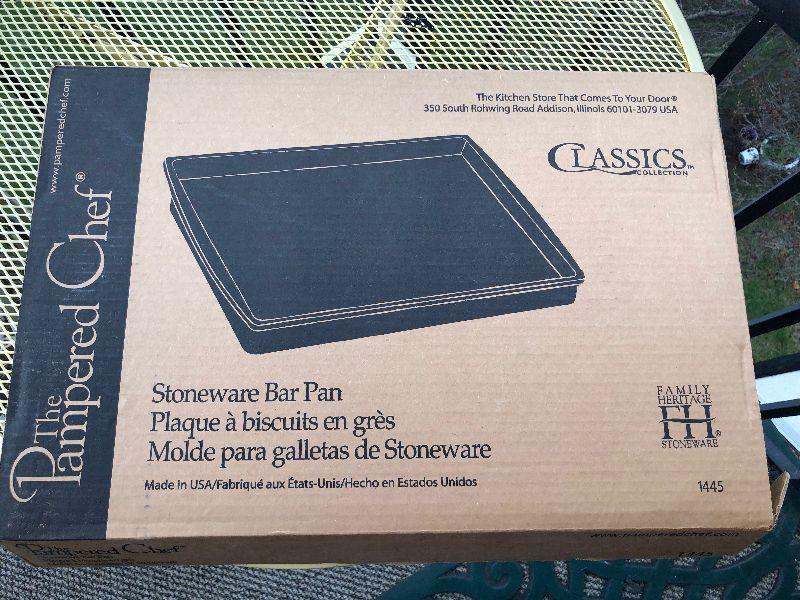 www.pamperedchef.com
The
Pampered Chef®
The Kitchen Store That Comes To Your Door®
350 South Rohwing Road Addison, Illinois 60101-3079 USA
CLASSICS™
COLLECTION
Stoneware Bar Pan
Plaque à biscuits en grès
Molde para galletas de Stoneware
Made in USA/Fabriqué aux États-Unis/Hecho en Estados Unidos
FAMILY
HERITAGE
FH®
STONEWARE
1445
www.pamperedchef.com
The Pampered Chef®
1445